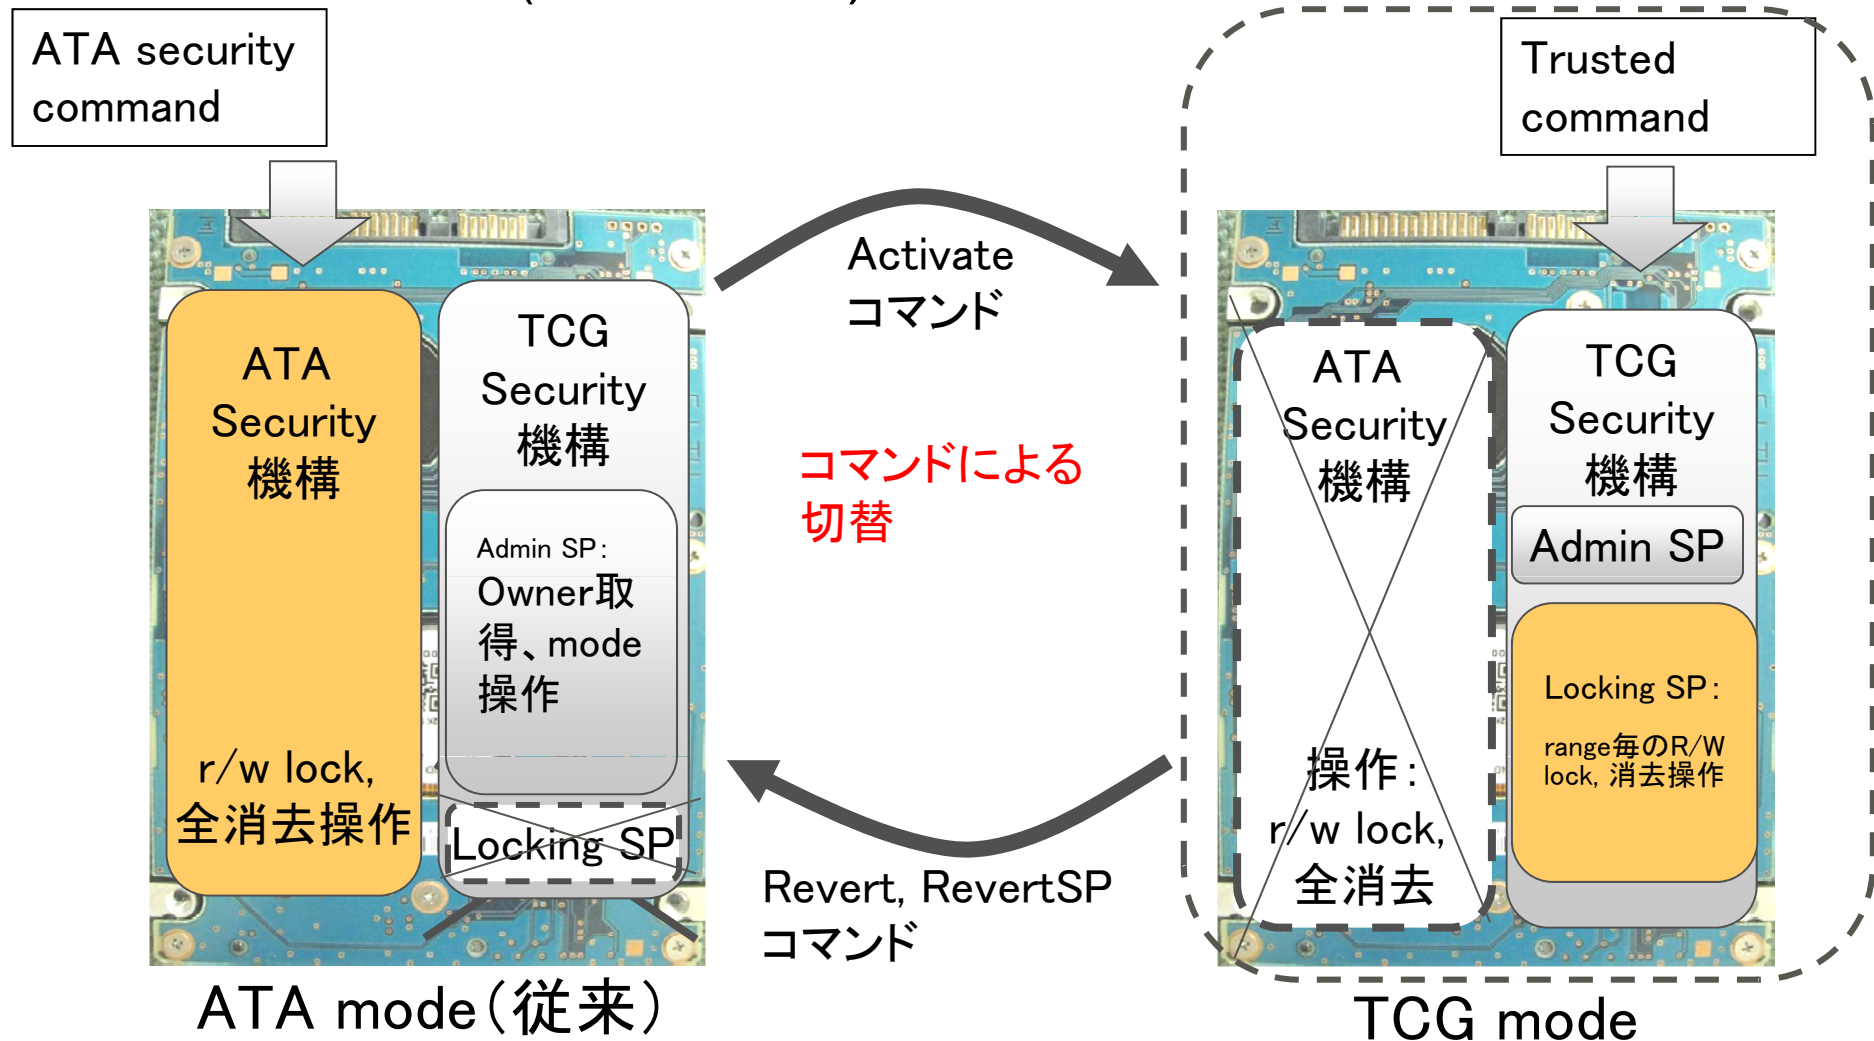 ATA security
command
Trusted
command
Activate
コマンド
ATA
Security
機構
r/w lock,
全消去操作
TCG
Security
機構
Admin SP:
Owner取
得、mode
操作
Locking SP
コマンドによる
切替
Revert, RevertSP
コマンド
ATA
Security
機構
操作:
r/w lock,
全消去
TCG
Security
機構
Admin SP
Locking SP:
range毎のR/W
lock, 消去操作
ATA mode(従来)
TCG mode